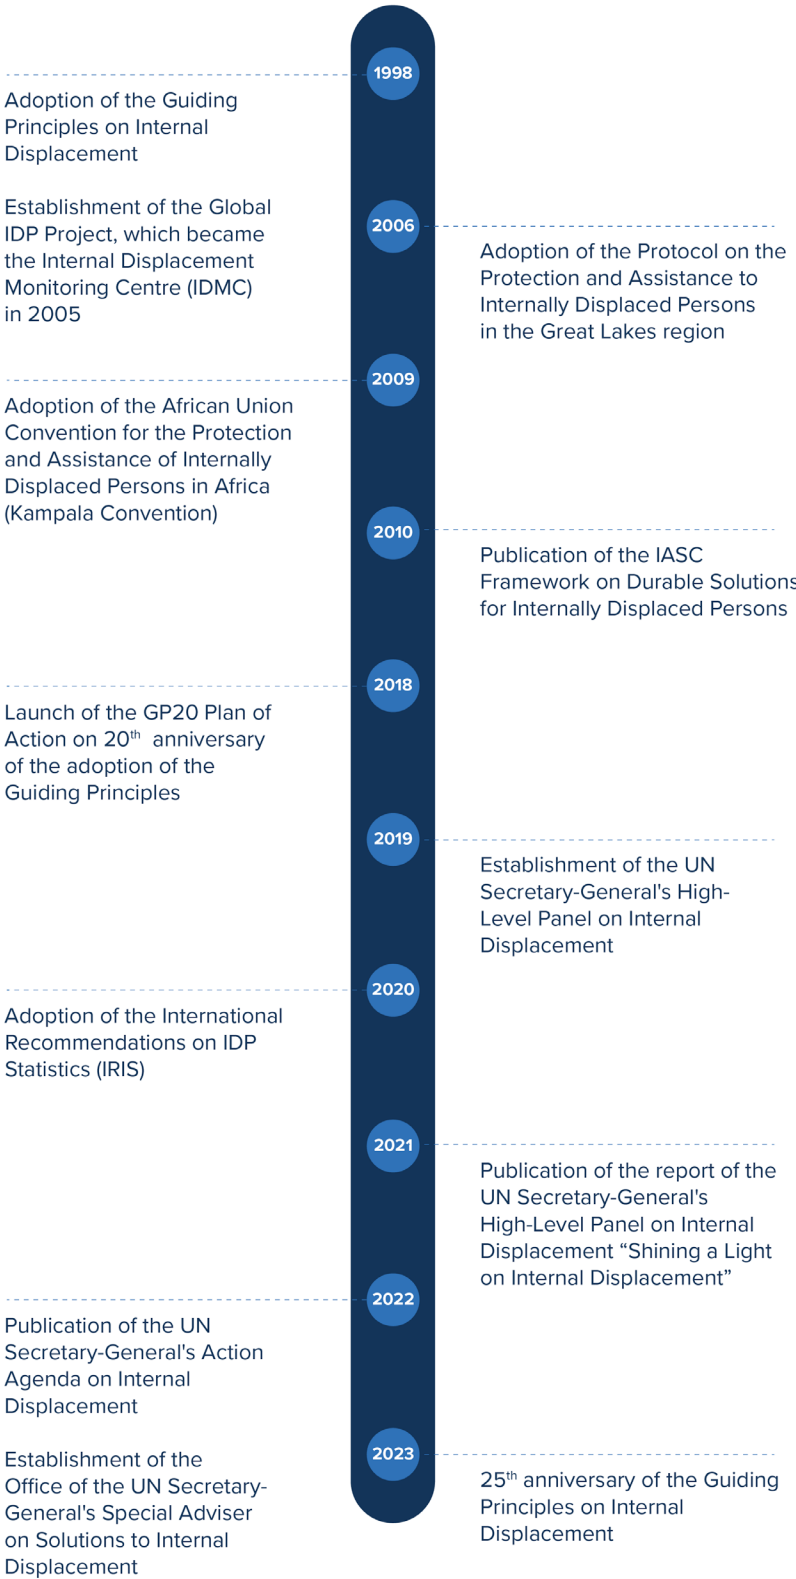 1998
Adoption of the Guiding
Principles on Internal
Displacement
Establishment of the Global
IDP Project, which became
the Internal Displacement
Monitoring Centre (IDMC)
in 2005
2006
Adoption of the Protocol on the
Protection and Assistance to
Internally Displaced Persons
in the Great Lakes region
2009
Adoption of the African Union
Convention for the Protection
and Assistance of Internally
Displaced Persons in Africa
(Kampala Convention)
2010
Publication of the IASC
Framework on Durable Solutions
for Internally Displaced Persons
2018
Launch of the GP20 Plan of
Action on 20th anniversary
of the adoption of the
Guiding Principles
2019
Establishment of the UN
Secretary-General's High-
Level Panel on Internal
Displacement
2020
Adoption of the International
Recommendations on IDP
Statistics (IRIS)
2021
Publication of the report of the
UN Secretary-General's
High-Level Panel on Internal
Displacement “Shining a Light
on Internal Displacement”
2022
Publication of the UN
Secretary-General's Action
Agenda on Internal
Displacement
Establishment of the
Office of the UN Secretary-
General's Special Adviser
on Solutions to Internal
Displacement
2023
25th anniversary of the Guiding
Principles on Internal
Displacement